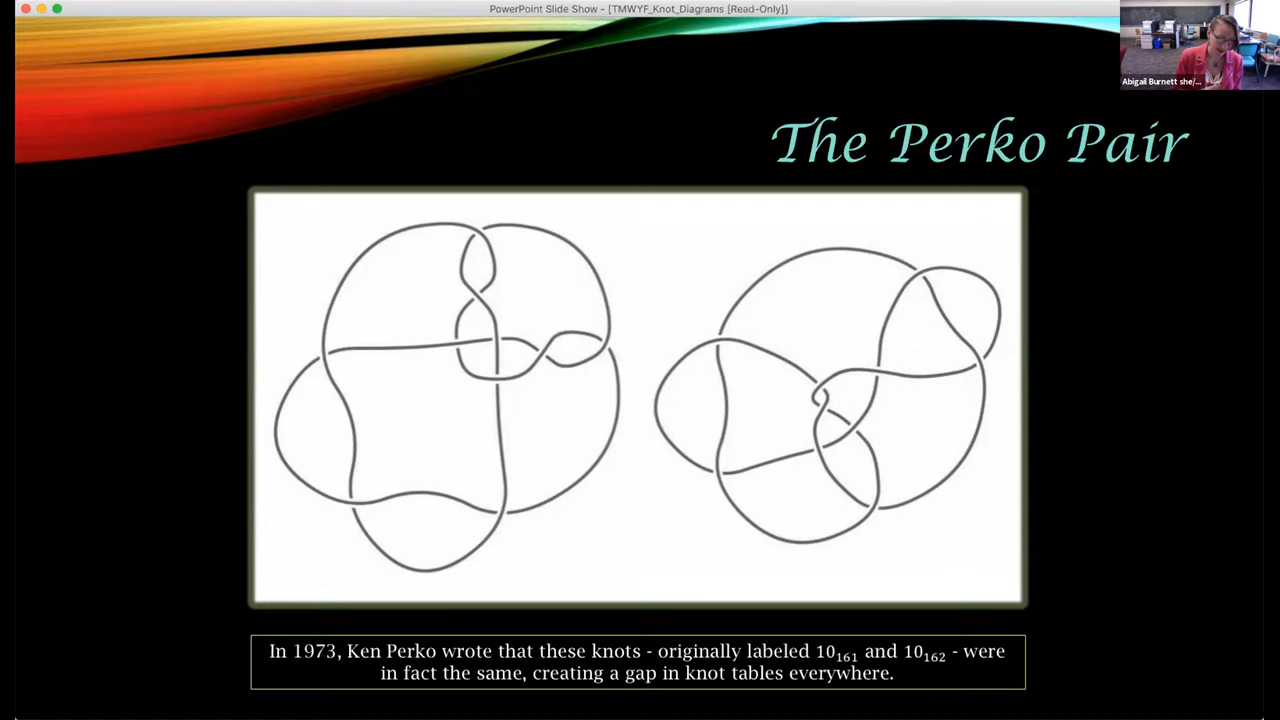 PowerPoint Slide Show - [TMWYF_Knot_Diagrams [Read-Only]]
Abigail Burnett she/...
The Perko Pair
In 1973, Ken Perko wrote that these knots - originally labeled 10₁₆₁ and 10₁₆₂ - were
in fact the same, creating a gap in knot tables everywhere.